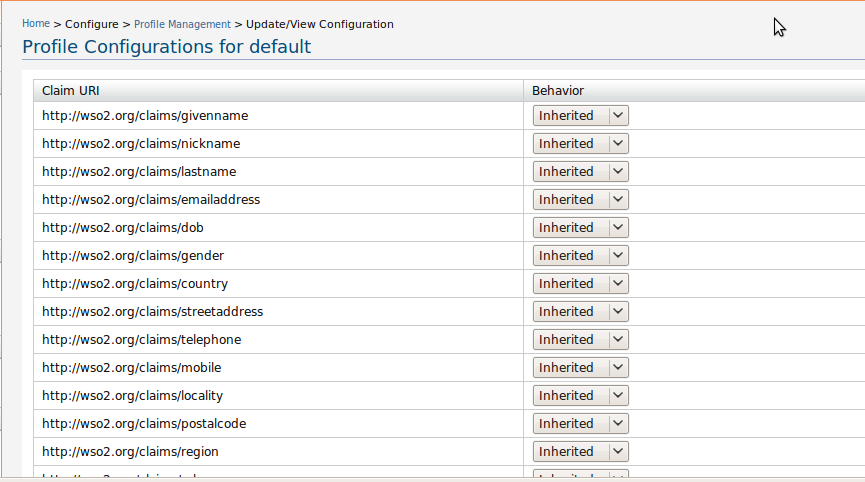 Home > Configure > Profile Management > Update/View Configuration
Profile Configurations for default
Claim URI Behavior
http://wso2.org/claims/givenname Inherited
http://wso2.org/claims/nickname Inherited
http://wso2.org/claims/lastname Inherited
http://wso2.org/claims/emailaddress Inherited
http://wso2.org/claims/dob Inherited
http://wso2.org/claims/gender Inherited
http://wso2.org/claims/country Inherited
http://wso2.org/claims/streetaddress Inherited
http://wso2.org/claims/telephone Inherited
http://wso2.org/claims/mobile Inherited
http://wso2.org/claims/locality Inherited
http://wso2.org/claims/postalcode Inherited
http://wso2.org/claims/region Inherited